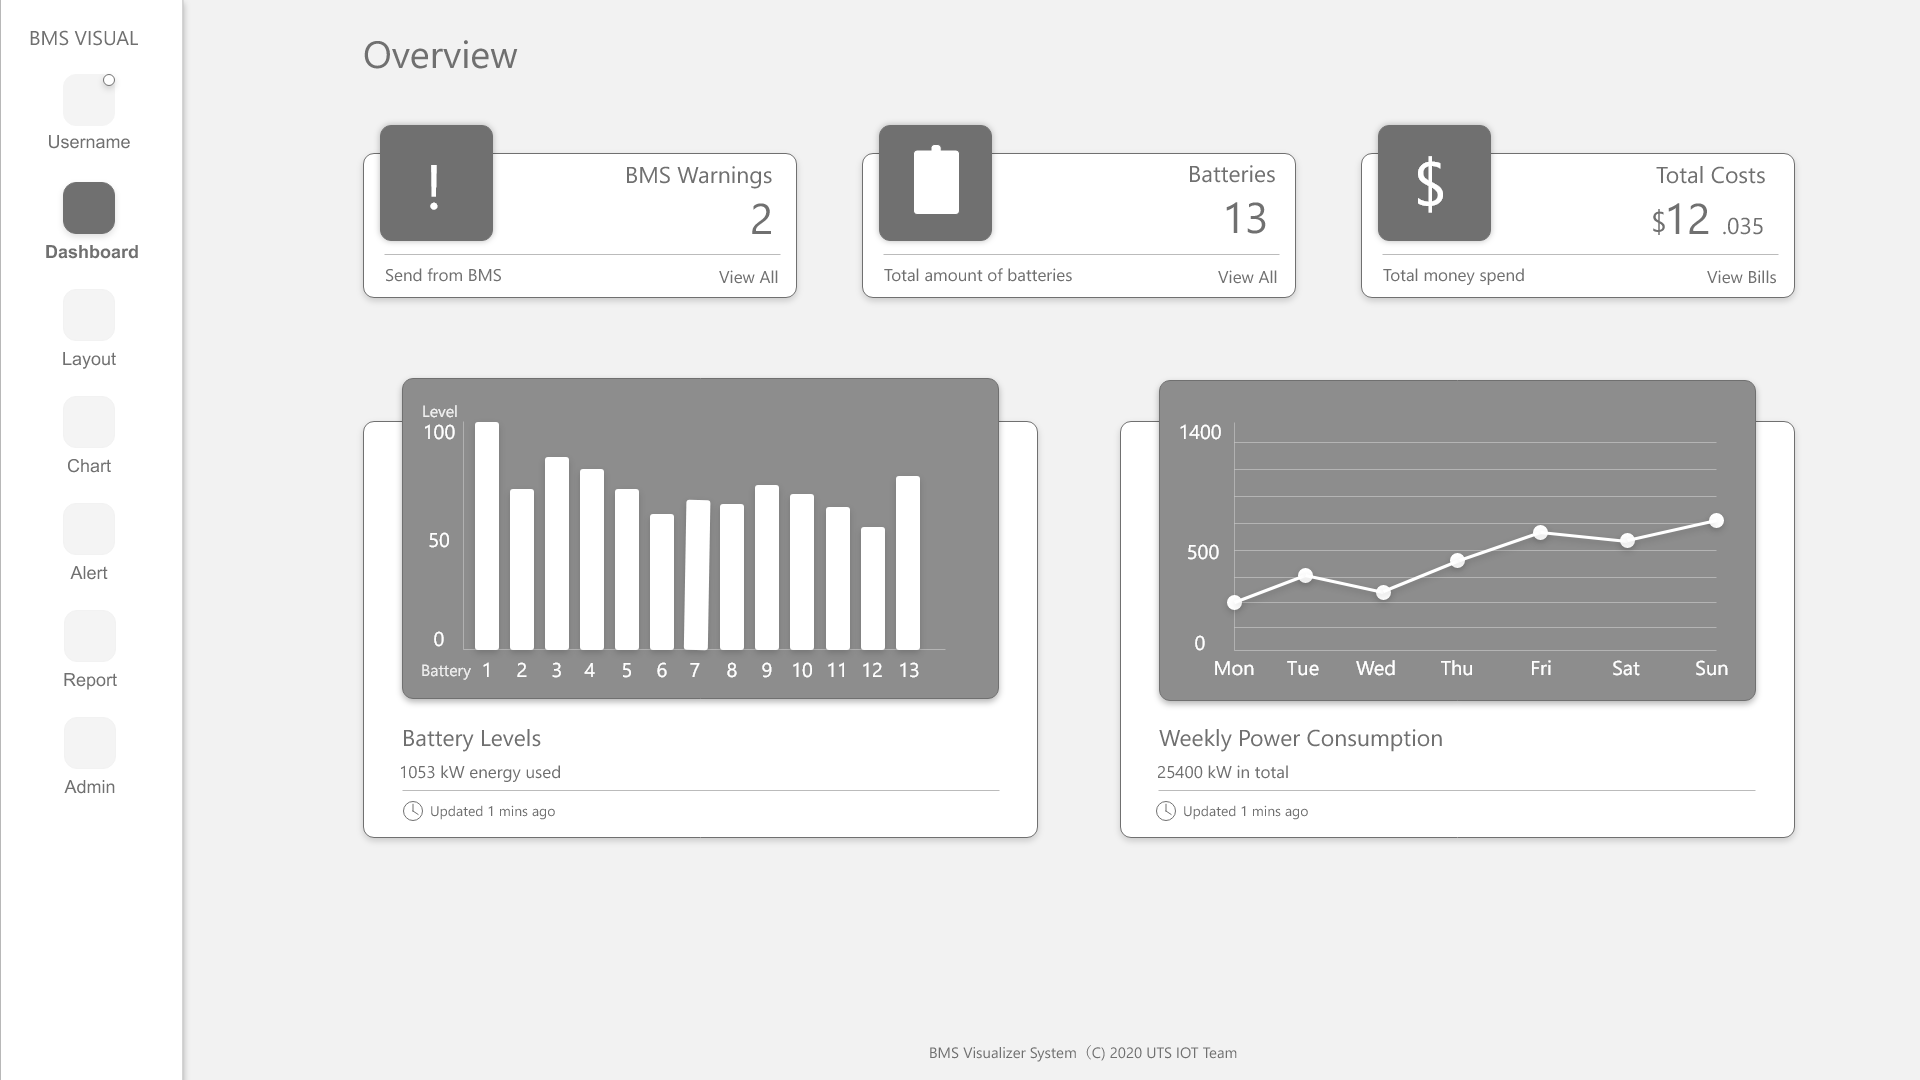 BMS VISUAL
Username
Dashboard
Layout
Chart
Alert
Report
Admin
Overview
!
BMS Warnings
2
Send from BMS
View All
Batteries
13
Total amount of batteries
View All
$
Total Costs
$12 .035
Total money spend
View Bills
Level
100
50
0
Battery 1 2 3 4 5 6 7 8 9 10 11 12 13
Battery Levels
1053 kW energy used
Updated 1 mins ago
1400
500
0
Mon Tue Wed Thu Fri Sat Sun
Weekly Power Consumption
25400 kW in total
Updated 1 mins ago
BMS Visualizer System（C) 2020 UTS IOT Team